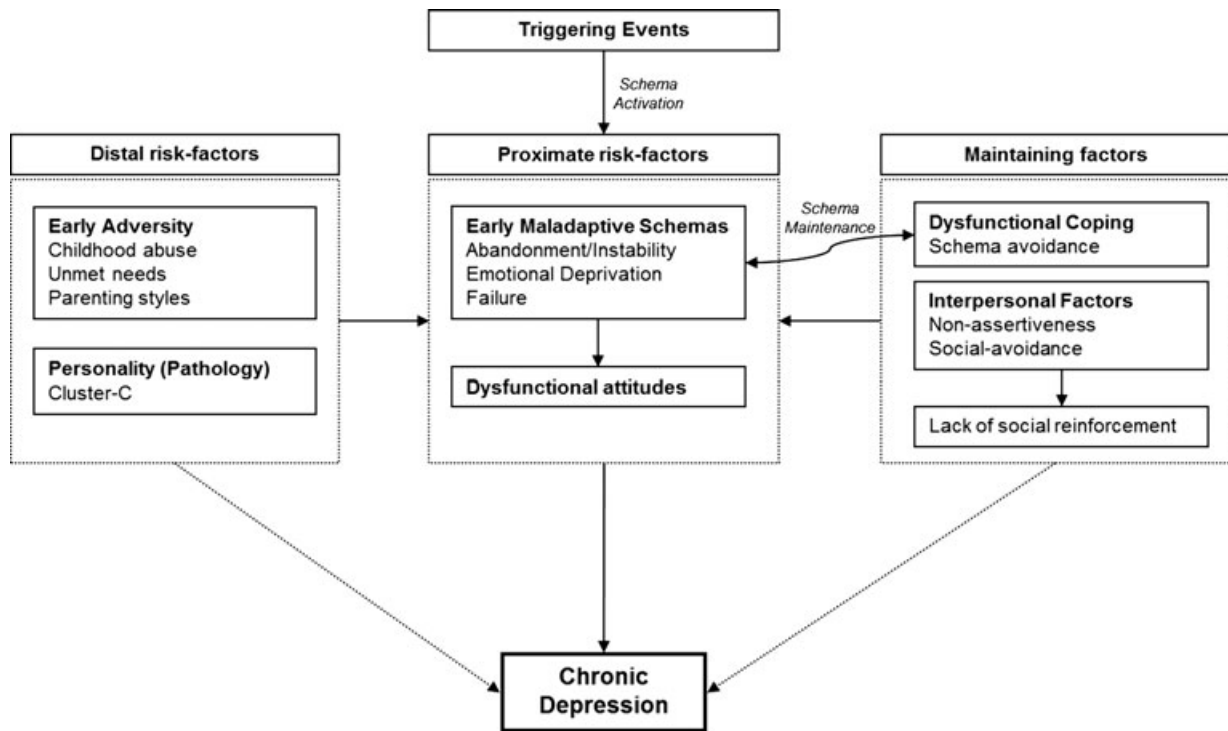 Triggering Events
Schema
Activation
Distal risk-factors
Early Adversity
Childhood abuse
Unmet needs
Parenting styles
Personality (Pathology)
Cluster-C
Proximate risk-factors
Early Maladaptive Schemas
Abandonment/Instability
Emotional Deprivation
Failure
Dysfunctional attitudes
Schema
Maintenance
Maintaining factors
Dysfunctional Coping
Schema avoidance
Interpersonal Factors
Non-assertiveness
Social-avoidance
Lack of social reinforcement
Chronic
Depression